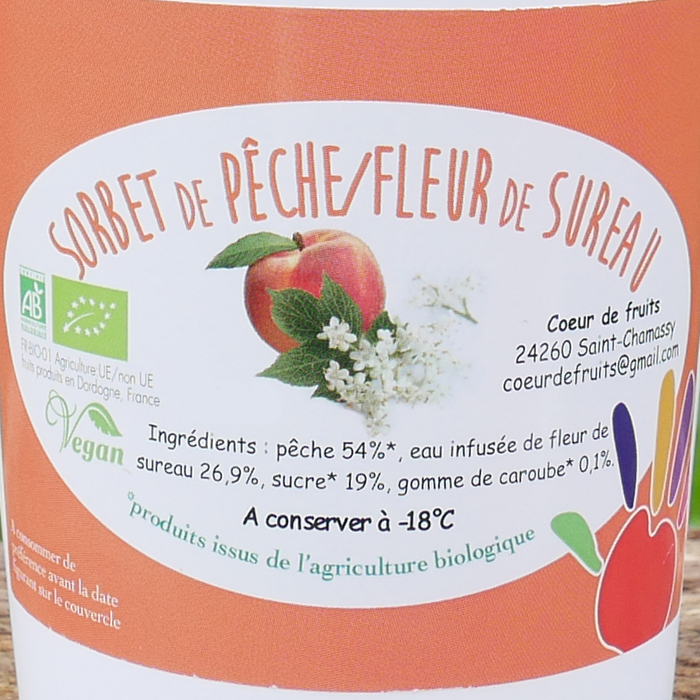 SORBET DE PÊCHE/FLEUR DE SUREAU
AB
Coeur de fruits
24260 Saint-Chamassy
coeurdefruits@gmail.com
FR-BIO-01 Agriculture UE/non UE
fruits produits en Dordogne, France
Vegan
Ingrédients : pêche 54%*, eau infusée de fleur de
sureau 26,9%, sucre* 19%, gomme de caroube* 0,1%.
A conserver à -18°C
*produits issus de l'agriculture biologique
A consommer de
préférence avant la date
figurant sur le couvercle